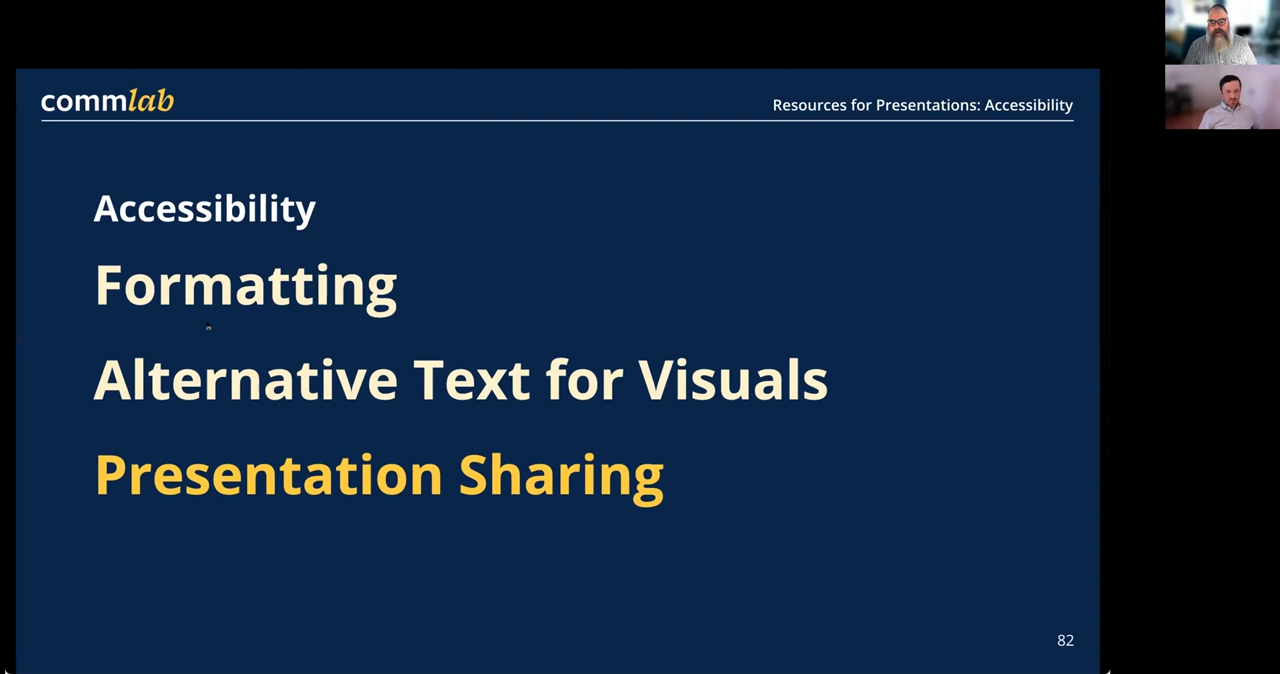 commlab
Resources for Presentations: Accessibility
Accessibility
Formatting
Alternative Text for Visuals
Presentation Sharing
82